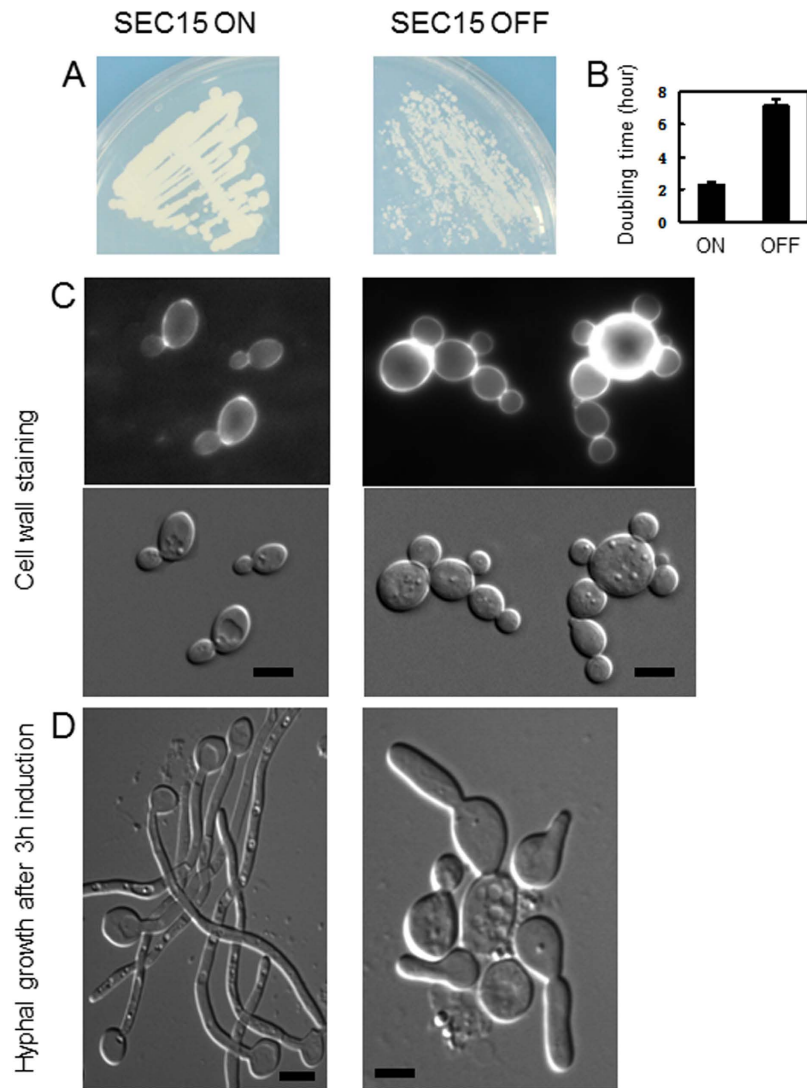 SEC15 ON
SEC15 OFF
A
B
Doubling time (hour)
8
6
4
2
0
ON
OFF
C
Cell wall staining
D
Hyphal growth after 3h induction